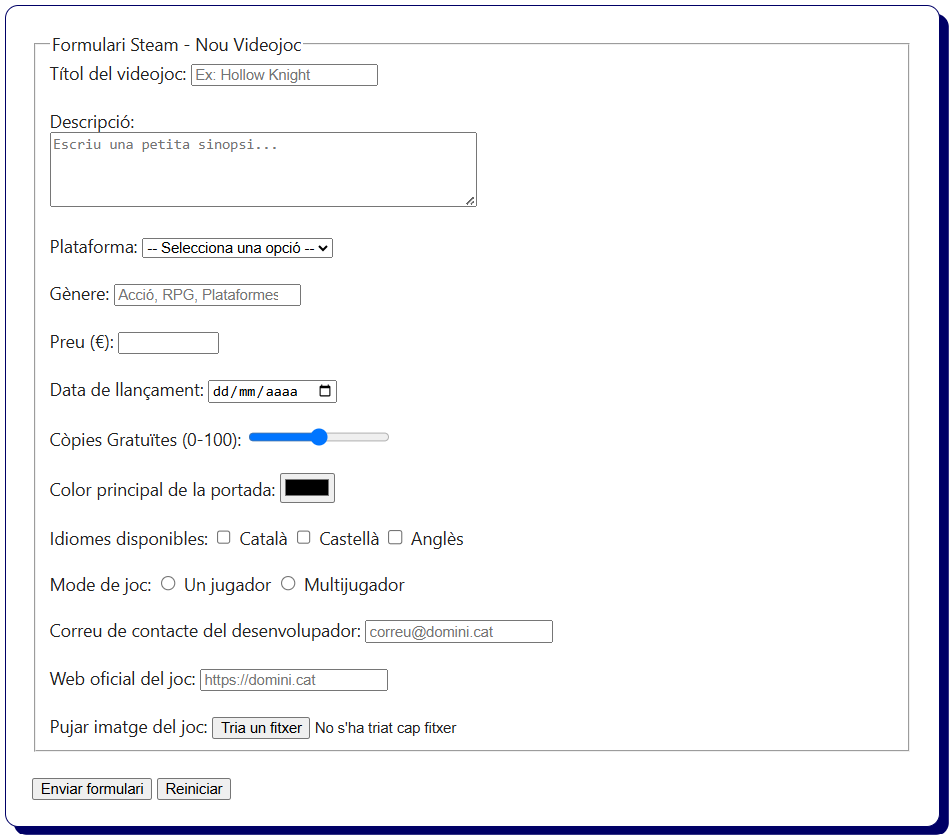 Formulari Steam - Nou Videojoc
Títol del videojoc: Ex: Hollow Knight
Descripció:
Escriu una petita sinopsi...
Plataforma: -- Selecciona una opció --
Gènere: Acció, RPG, Plataformes
Preu (€):
Data de llançament: dd/mm/aaaa
Còpies Gratuïtes (0-100):
Color principal de la portada:
Idiomes disponibles: Català Castellà Anglès
Mode de joc: Un jugador Multijugador
Correu de contacte del desenvolupador: correu@domini.cat
Web oficial del joc: https://domini.cat
Pujar imatge del joc: Tria un fitxer No s'ha triat cap fitxer
Enviar formulari Reiniciar